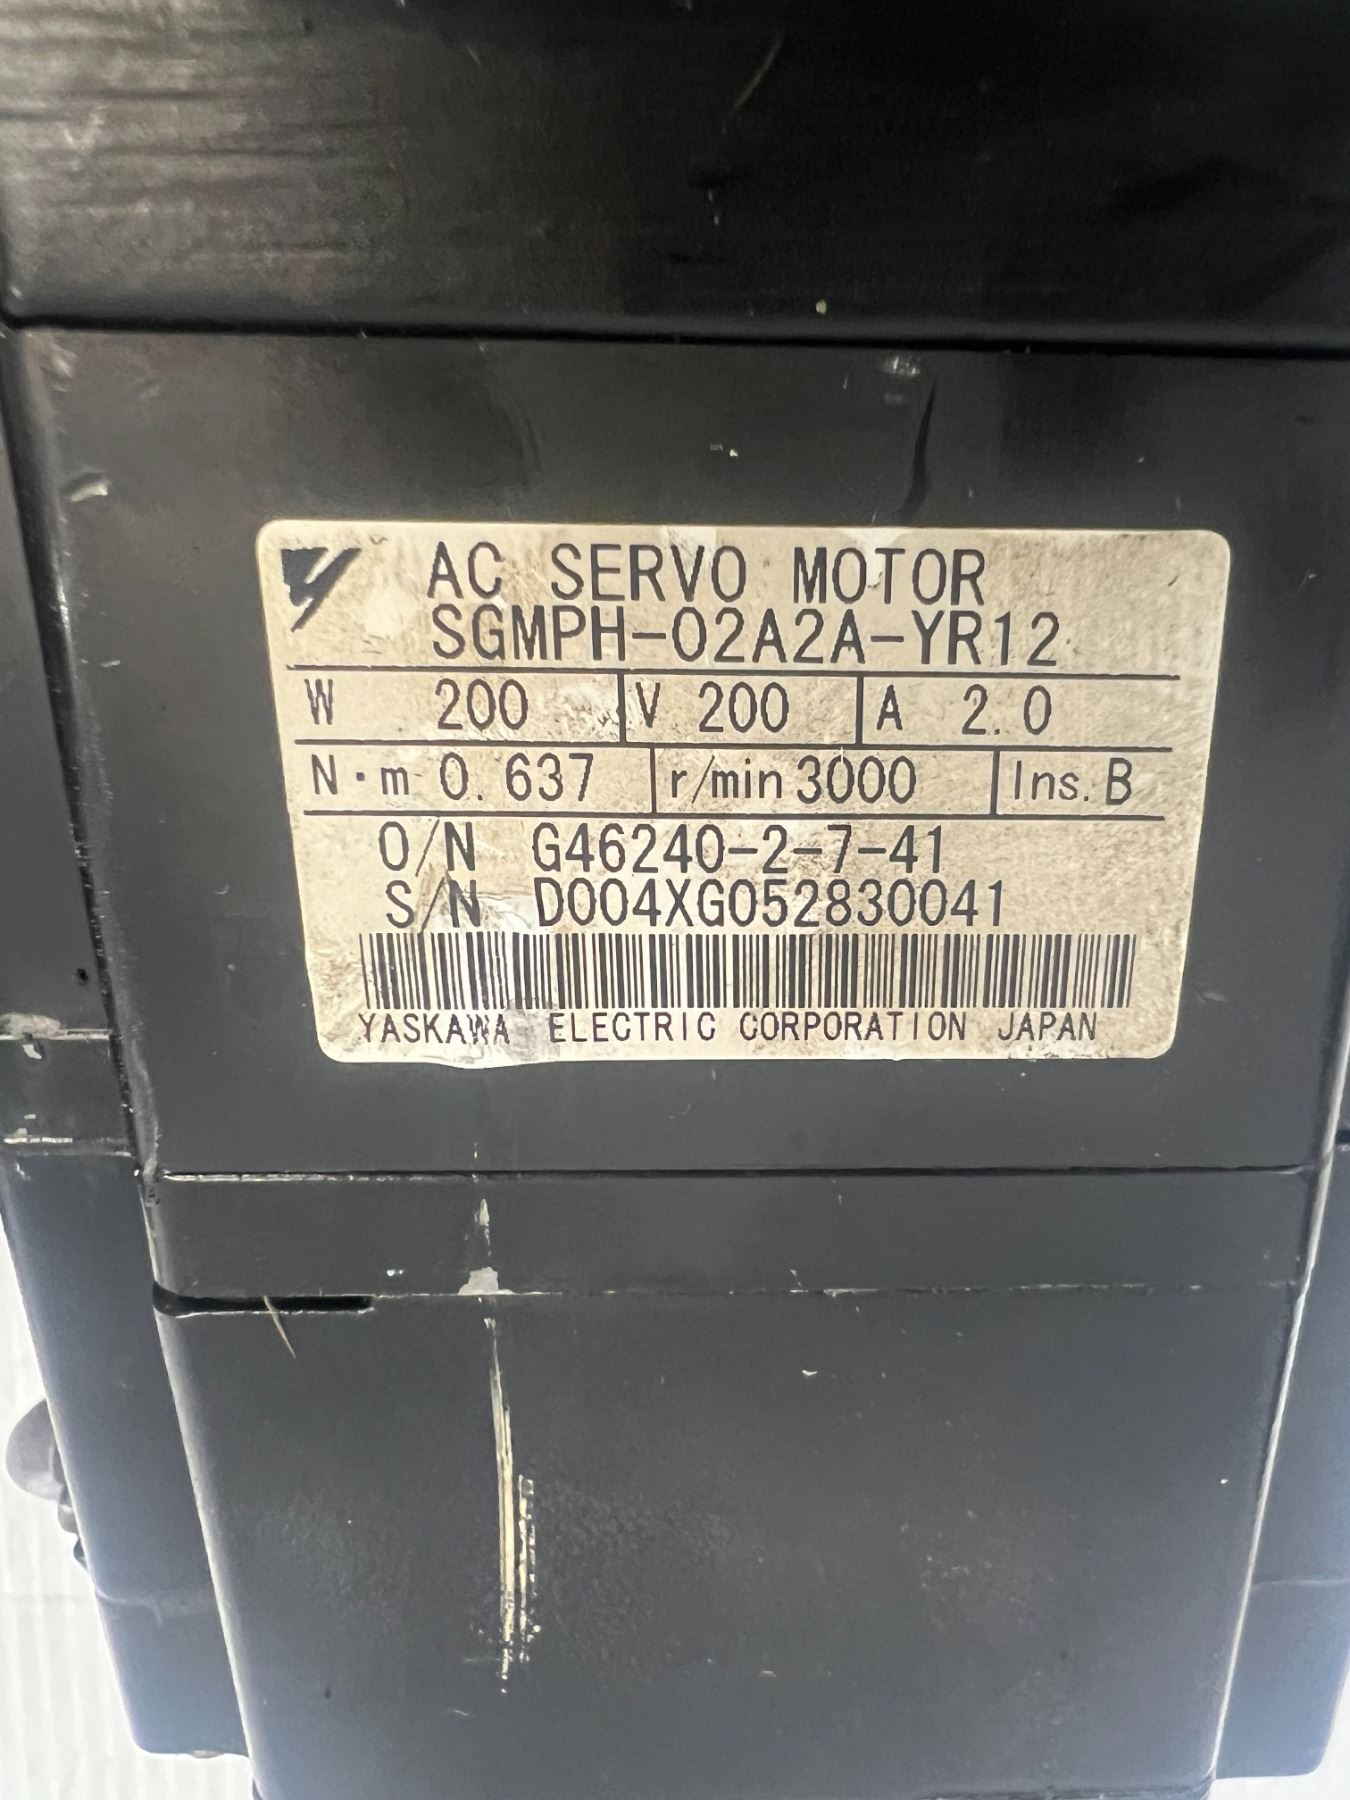 AC SERVO MOTOR
SGMPH-02A2A-YR12
W 200 V 200 A 2.0
N·m 0.637 r/min 3000 Ins. B
O/N G46240-2-7-41
S/N D004XG052830041
YASKAWA ELECTRIC CORPORATION JAPAN